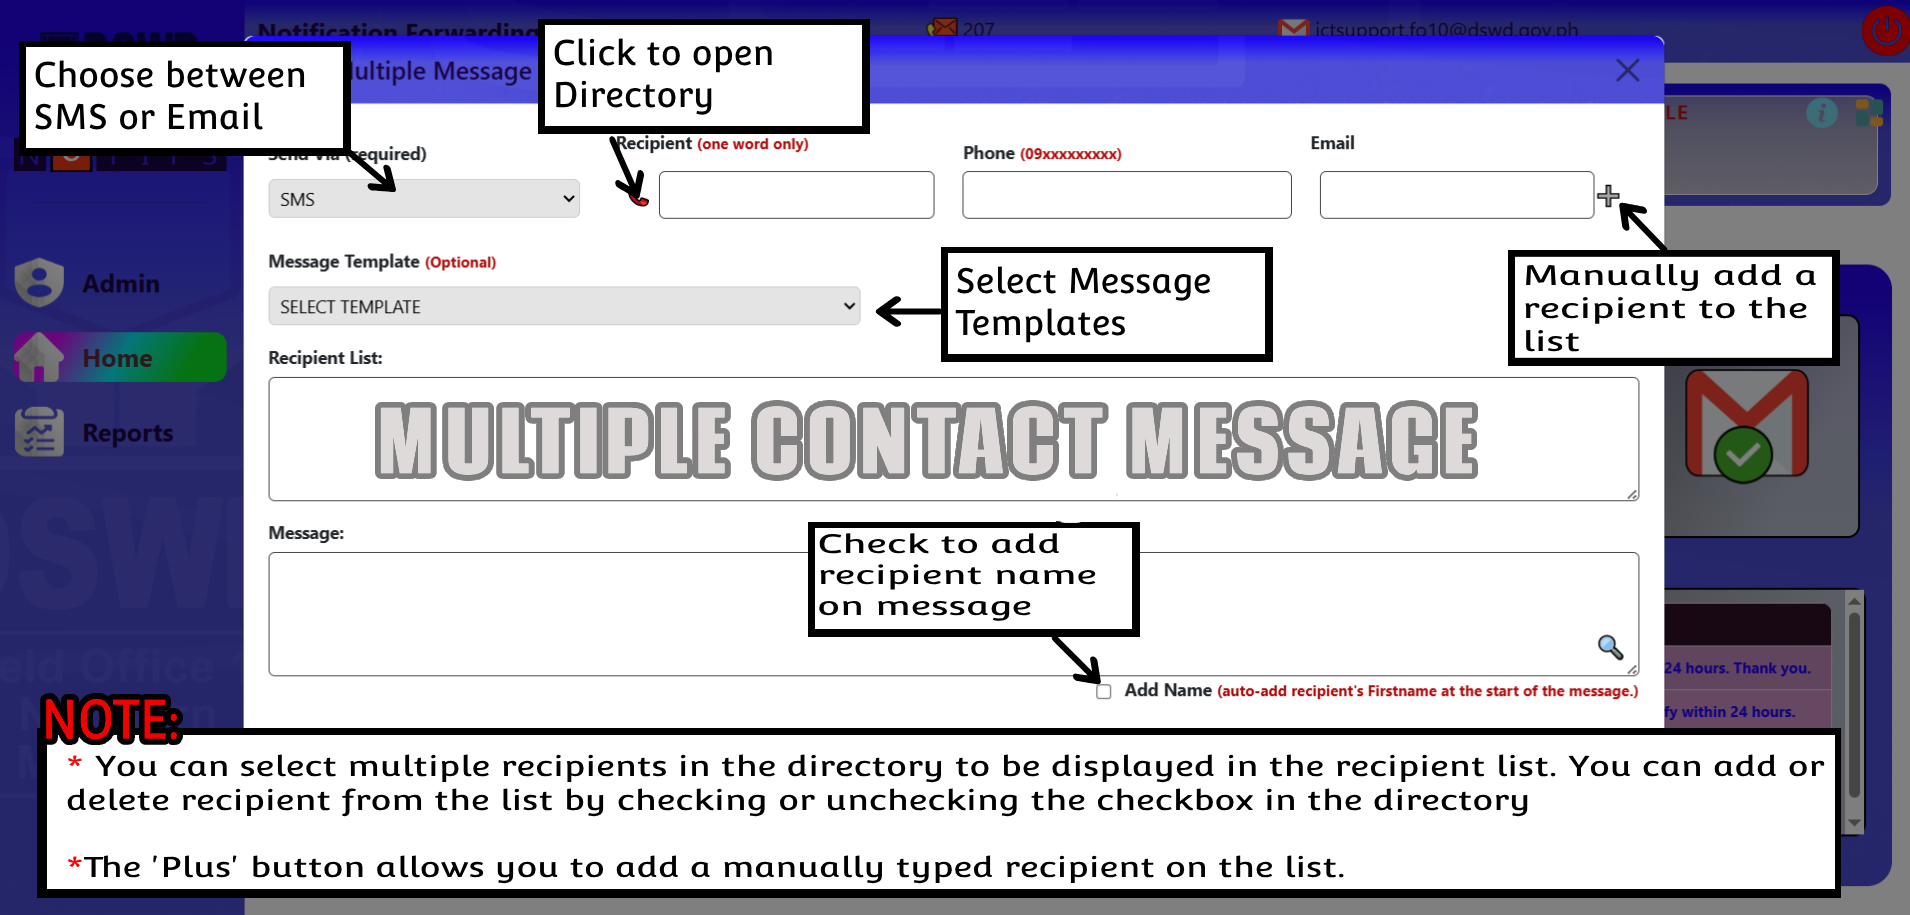 Notification Forwarding
207
ictsupport.fo10@dswd.gov.ph
DSWD
Choose between
SMS or Email
Multiple Message
Click to open
Directory
LE
Send Via (required)
Recipient (one word only)
Phone (09xxxxxxxxx)
Email
SMS
Message Template (Optional)
SELECT TEMPLATE
Select Message
Templates
Manually add a
recipient to the
list
Admin
Home
Reports
Recipient List:
MULTIPLE CONTACT MESSAGE
Message:
Check to add
recipient name
on message
Add Name (auto-add recipient's Firstname at the start of the message.)
24 hours. Thank you.
fy within 24 hours.
DSWD
eld Office
NOTE:
* You can select multiple recipients in the directory to be displayed in the recipient list. You can add or
delete recipient from the list by checking or unchecking the checkbox in the directory
*The 'Plus' button allows you to add a manually typed recipient on the list.